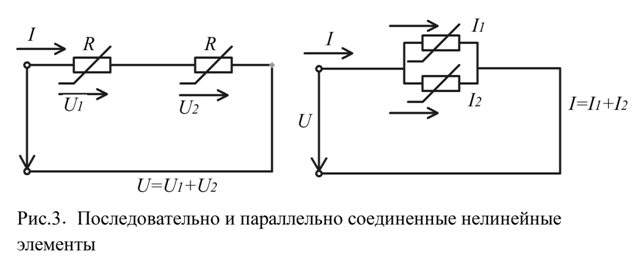 I
R
R
U1
U2
U=U1+U2
I
I1
I2
U
I=I1+I2
Рис.3. Последовательно и параллельно соединенные нелинейные
элементы